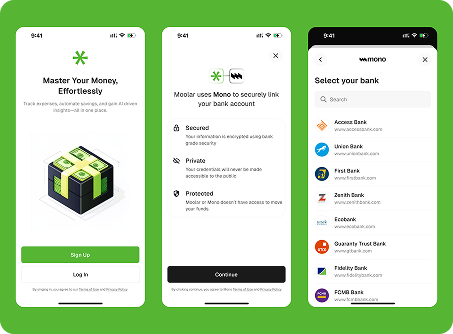 9:41
Master Your Money,
Effortlessly
Track expenses, automate savings, and gain AI driven
insights—all in one place.
Sign Up
Log In
By signing in you agree to our Terms of Use and Privacy Policy
9:41
Moolar uses Mono to securely link
your bank account
Secured
Your information is encrypted using bank
grade security
Private
Your credentials will never be made
accessible to the public
Protected
Moolar or Mono doesn't have access to move
your funds.
Continue
By clicking continue, you agree to Mono Terms of Use and Privacy Policy.
9:41
mono
Select your bank
Search
Access Bank
www.accessbank.com
Union Bank
www.unionbank.com
First Bank
www.firstbank.com
Zenith Bank
www.zenithbank.com
Ecobank
www.ecobank.com
Guaranty Trust Bank
www.gtbank.com
Fidelity Bank
www.fidelitybank.com
FCMB Bank
www.fcmbbank.com